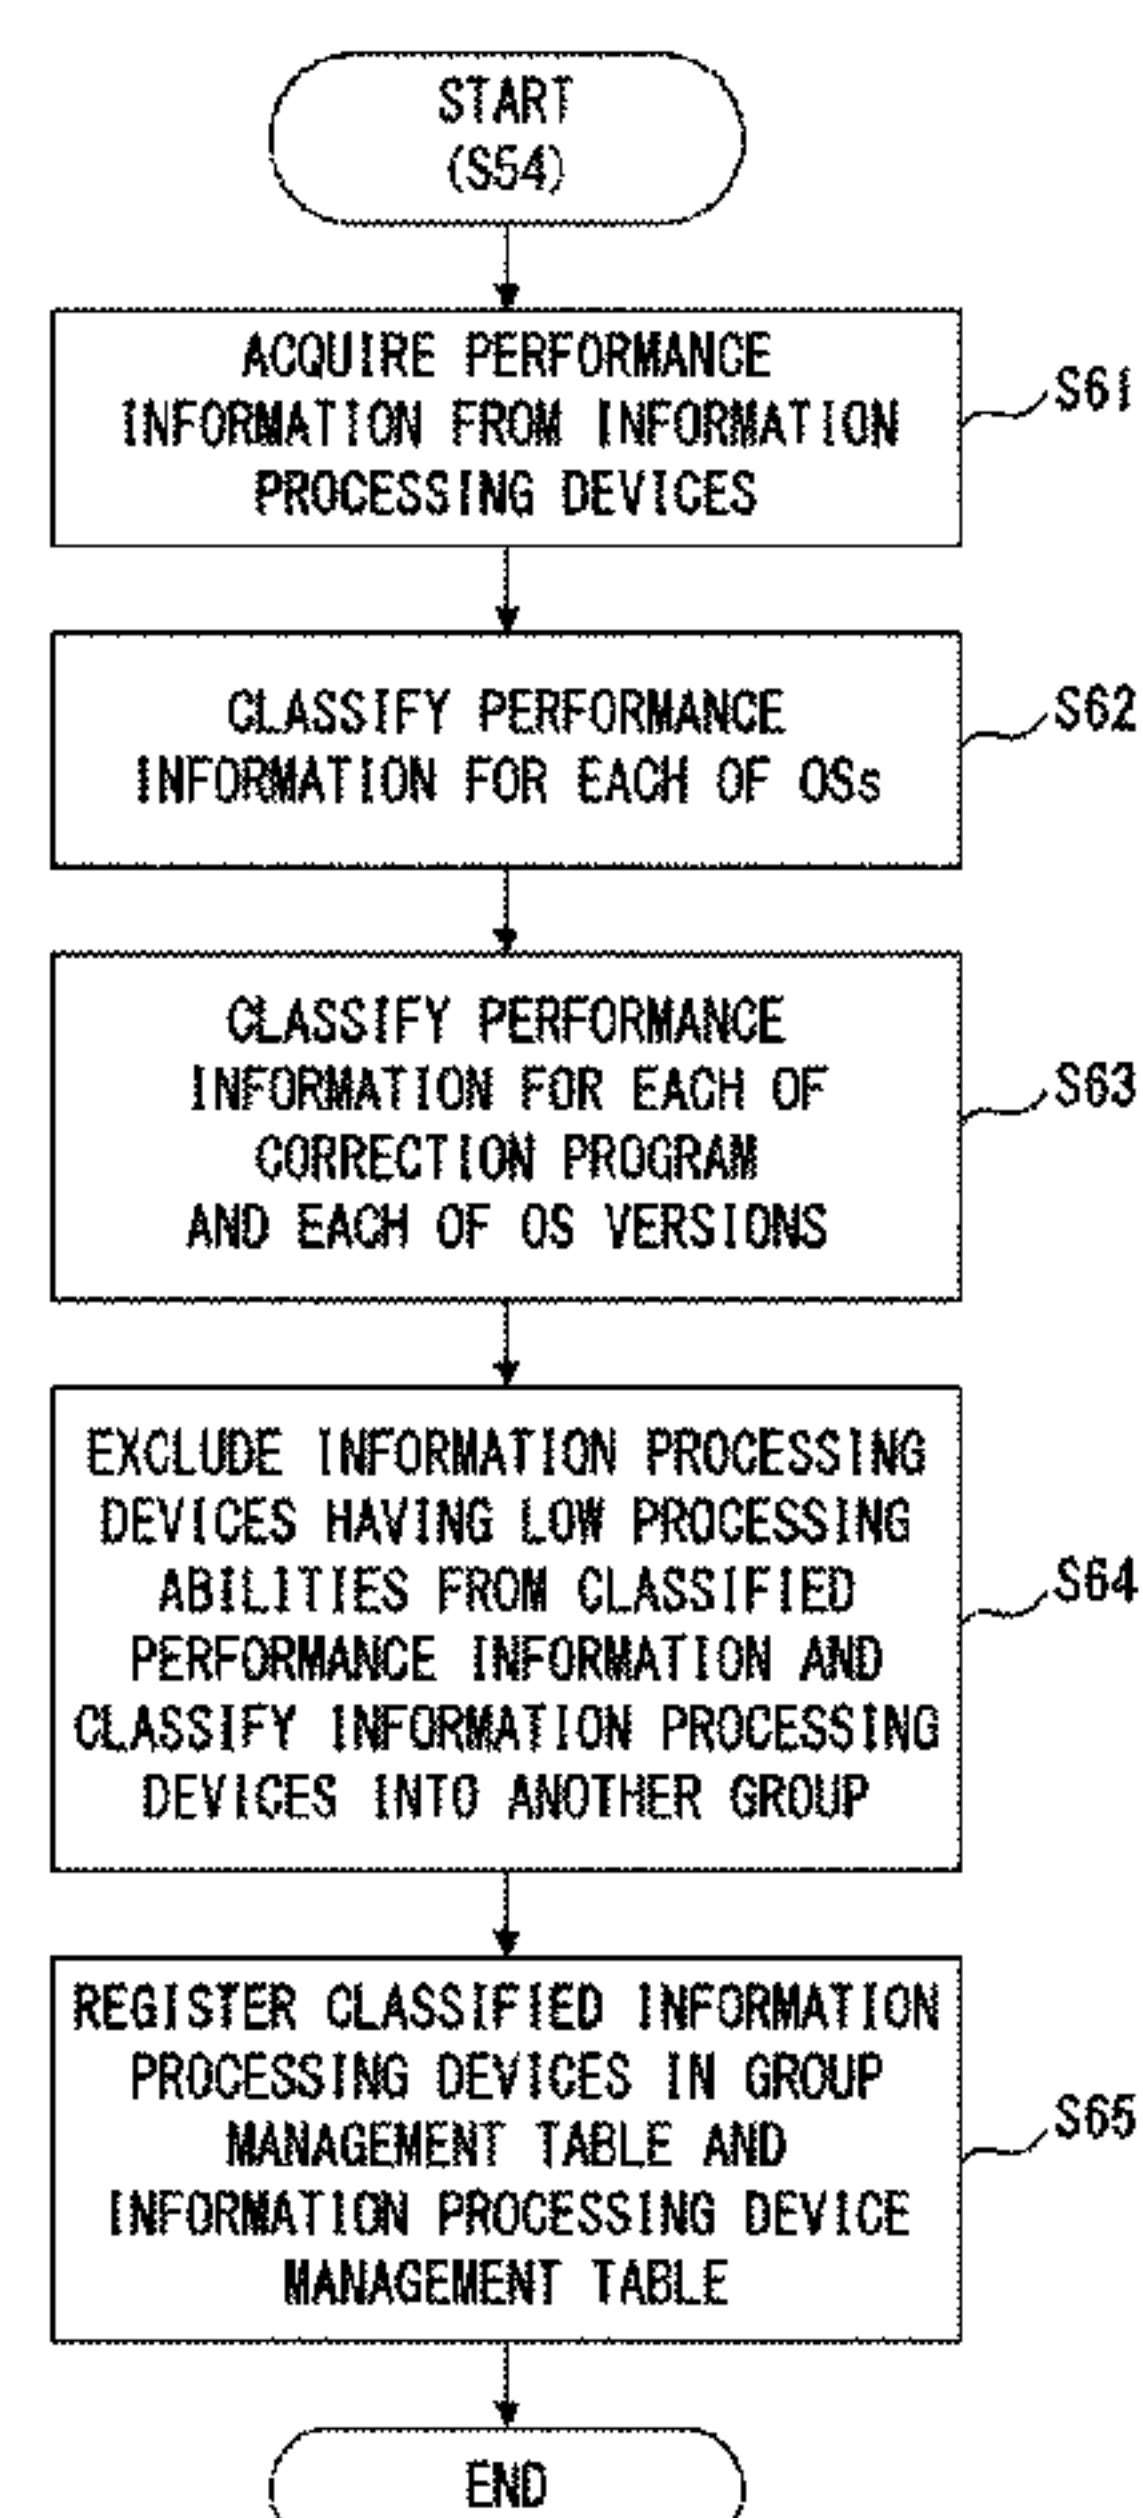 START
(S54)
ACQUIRE PERFORMANCE
INFORMATION FROM INFORMATION
PROCESSING DEVICES
S61
CLASSIFY PERFORMANCE
INFORMATION FOR EACH OF OSs
S62
CLASSIFY PERFORMANCE
INFORMATION FOR EACH OF
CORRECTION PROGRAM
AND EACH OF OS VERSIONS
S63
EXCLUDE INFORMATION PROCESSING
DEVICES HAVING LOW PROCESSING
ABILITIES FROM CLASSIFIED
PERFORMANCE INFORMATION AND
CLASSIFY INFORMATION PROCESSING
DEVICES INTO ANOTHER GROUP
S64
REGISTER CLASSIFIED INFORMATION
PROCESSING DEVICES IN GROUP
MANAGEMENT TABLE AND
INFORMATION PROCESSING DEVICE
MANAGEMENT TABLE
S65
END